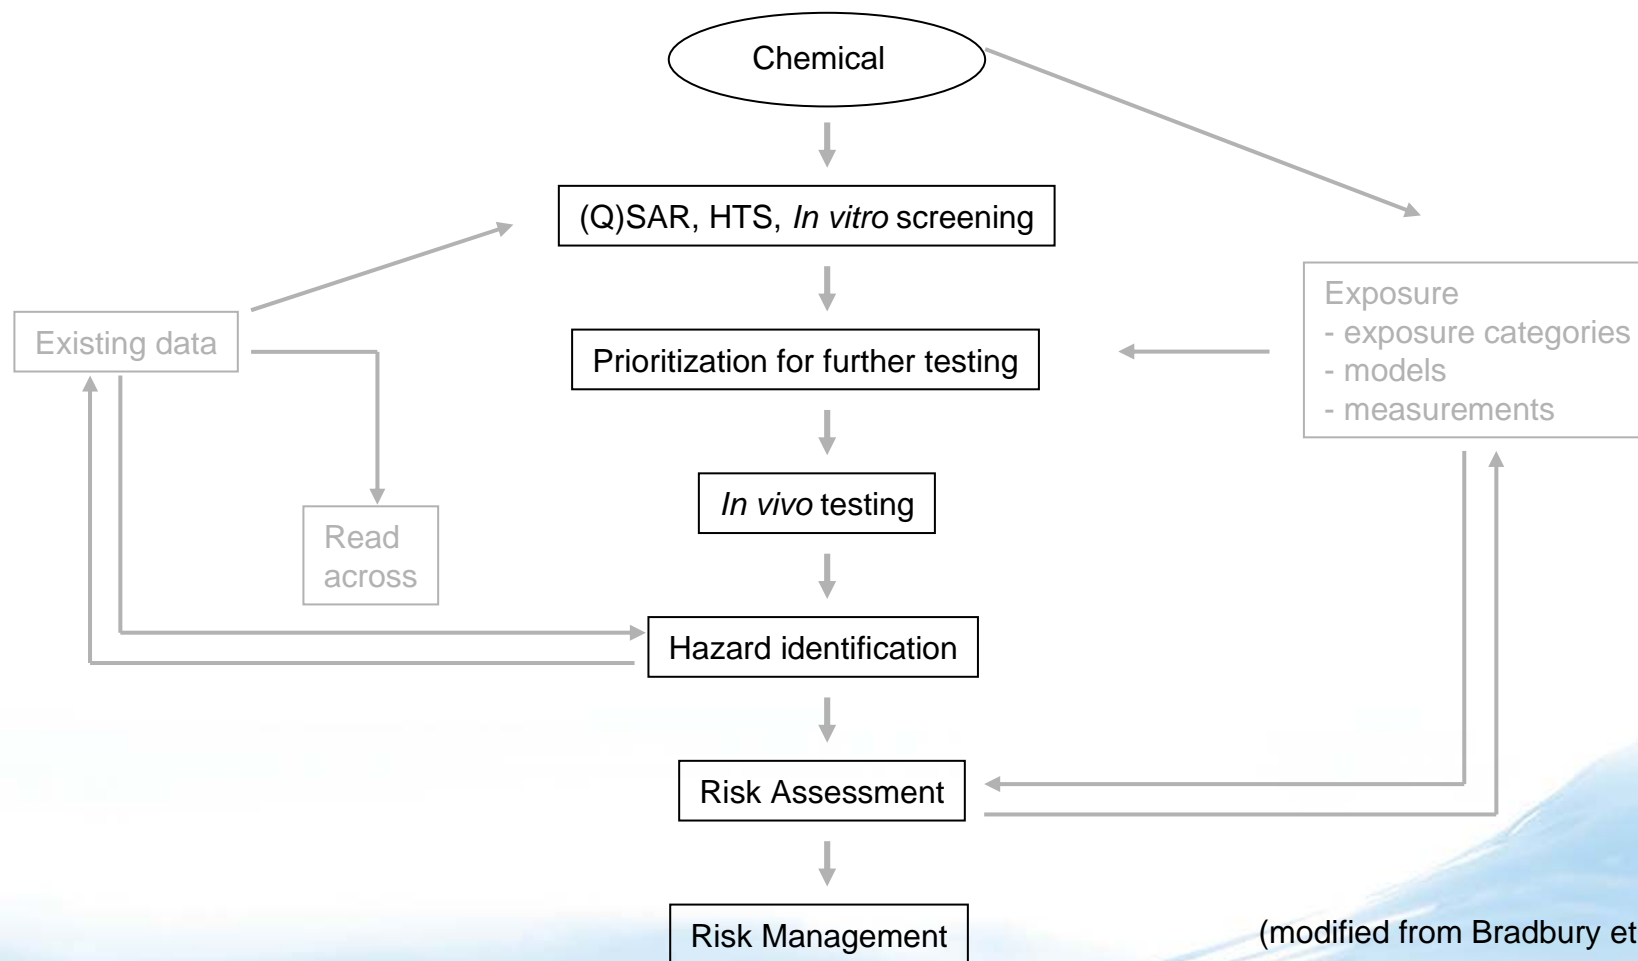 Chemical
(Q)SAR, HTS, In vitro screening
Existing data
Exposure
- exposure categories
- models
- measurements
Prioritization for further testing
In vivo testing
Read
across
Hazard identification
Risk Assessment
Risk Management
(modified from Bradbury et